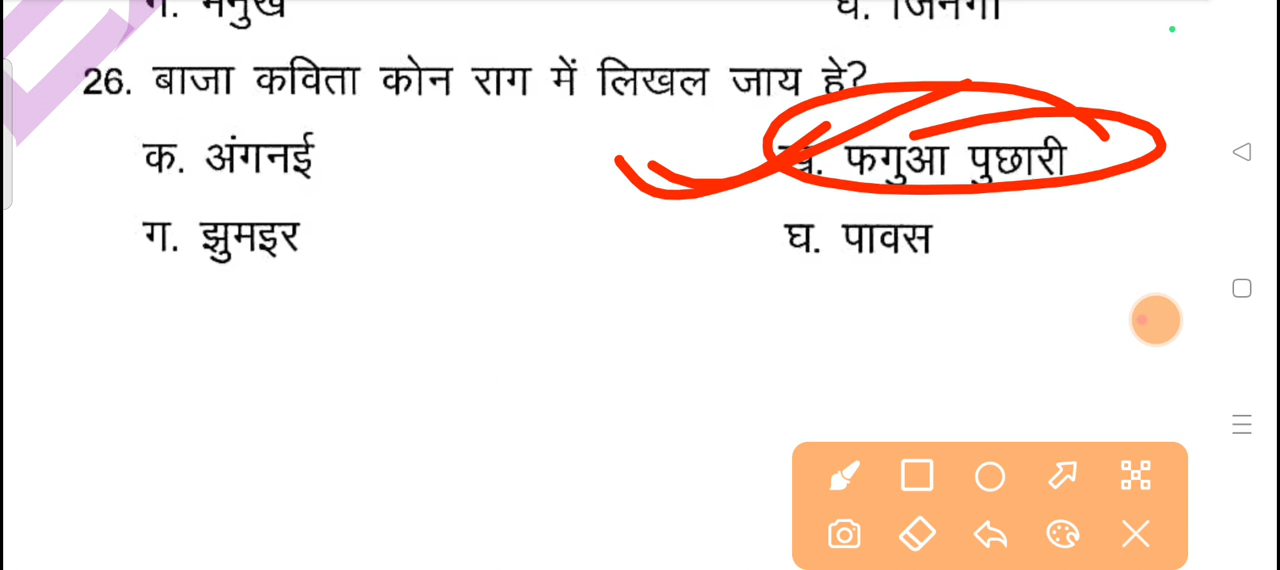 26. बाजा कविता कोन राग में लिखल जाय हे?
क. अंगनई
ख. फगुआ पुछारी
ग. झुमइर
घ. पावस